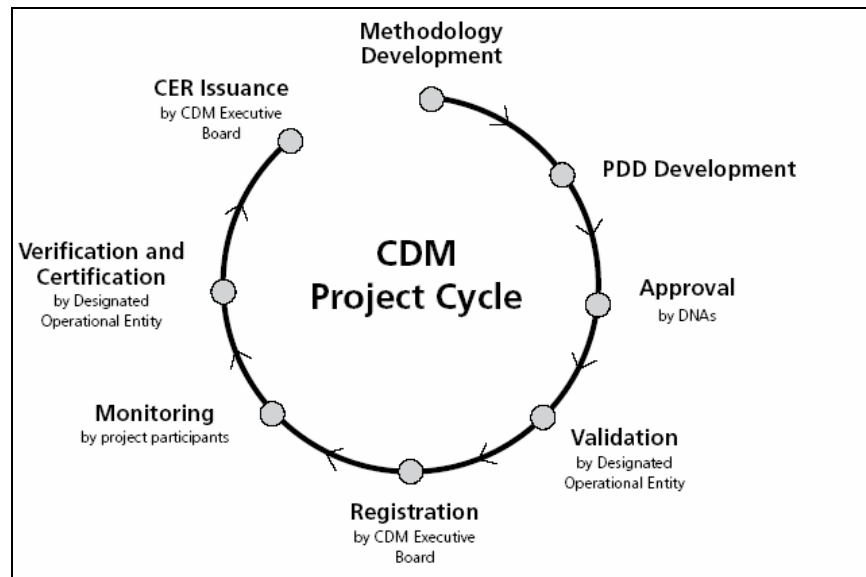 Methodology
Development
PDD Development
Approval
by DNAs
Validation
by Designated
Operational Entity
Registration
by CDM Executive
Board
Monitoring
by project participants
Verification and
Certification
by Designated
Operational Entity
CER Issuance
by CDM Executive
Board
CDM
Project Cycle